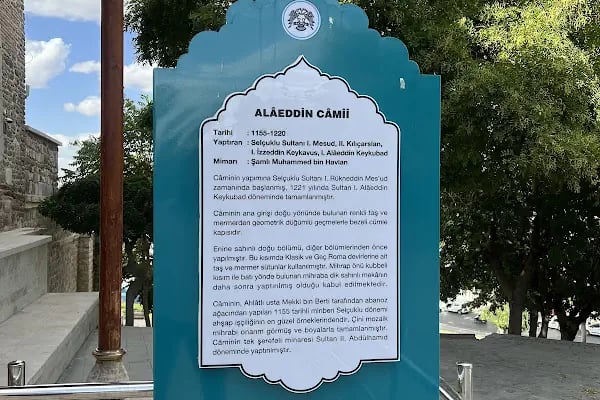 ALÂEDDİN CÂMİİ
Tarihi : 1155-1220
Yaptıran : Selçuklu Sultanı I. Mesud, II. Kılıçarslan,
I. İzzeddin Keykavus, I. Alâeddin Keykubad
Mimarı : Şamlı Muhammed bin Havlan
Câminin yapımına Selçuklu Sultanı I. Rükneddin Mes'ud
zamanında başlanmış, 1221 yılında Sultan I. Alâeddin
Keykubad döneminde tamamlanmıştır.
Câminin ana girişi doğu yönünde bulunan renkli taş ve
mermerden geometrik düğümlü geçmelerle bezeli cümle
kapısıdır.
Enine sahınlı doğu bölümü, diğer bölümlerinden önce
yapılmıştır. Bu kısımda Klasik ve Geç Roma devirlerine ait
taş ve mermer sütunlar kullanılmıştır. Mihrap önü kubbeli
kısım ile batı yönde bulunan mihraba dik sahınlı mekânın
daha sonra yaptırılmış olduğu kabul edilmektedir.
Câminin, Ahlâtlı usta Mekki bin Berti tarafından abanoz
ağacından yapılan 1155 tarihli minberi Selçuklu dönemi
ahşap işçiliğinin en güzel örneklerindendir. Çini mozaik
mihrabı onarım görmüş ve boyalarla tamamlanmıştır.
Câminin tek şerefeli minaresi Sultan II. Abdülhamid
döneminde yaptırılmıştır.